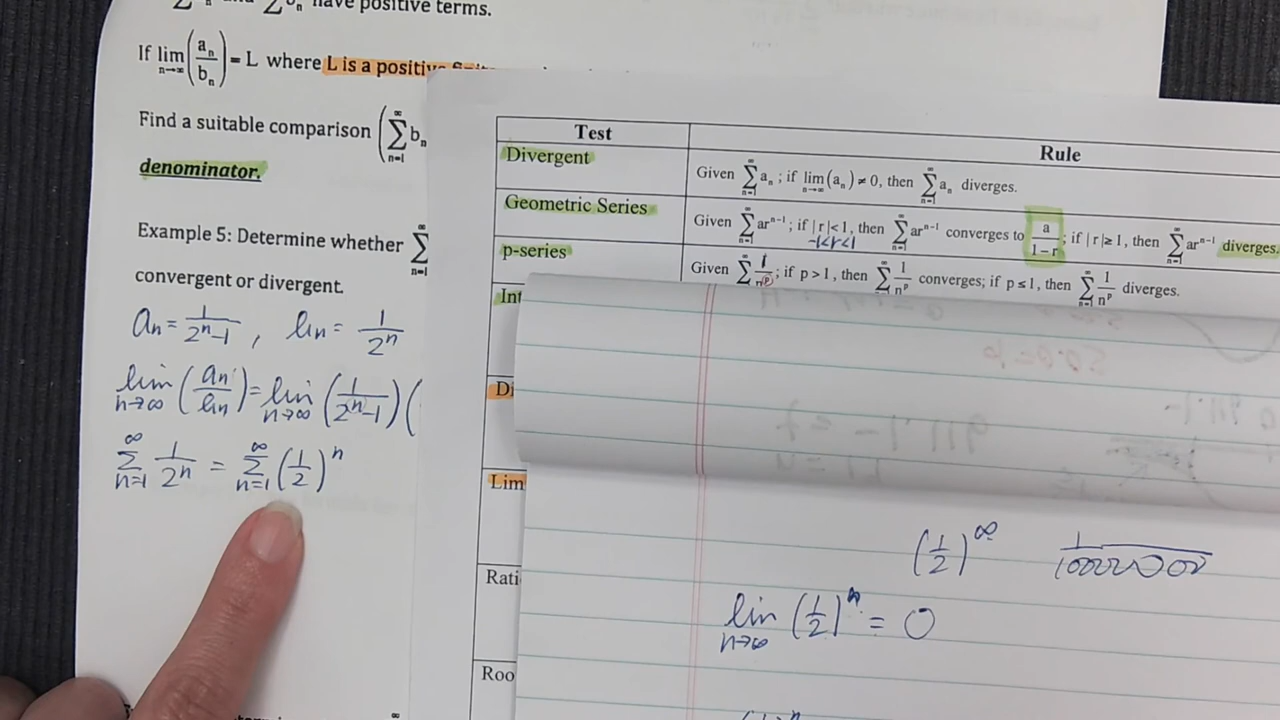 have positive terms.
If lim n→∞ (aₙ/bₙ) = L where L is a positive
Find a suitable comparison (∑ n=1 ∞ bₙ
denominator.
Example 5: Determine whether ∑ n=1 ∞
convergent or divergent.
aₙ = 1/(2ⁿ-1) , bₙ = 1/2ⁿ
lim n→∞ (aₙ/bₙ) = lim n→∞ (1/(2ⁿ-1)) (
∑ n=1 ∞ 1/2ⁿ = ∑ n=1 ∞ (1/2)ⁿ
Test Rule
Divergent Given ∑ n=1 ∞ aₙ ; if lim n→∞ (aₙ) ≠ 0, then ∑ n=1 ∞ aₙ diverges.
Geometric Series Given ∑ n=1 ∞ arⁿ⁻¹ ; if | r | < 1, then ∑ n=1 ∞ arⁿ⁻¹ converges to a/(1-r) ; if | r | ≥ 1, then ∑ n=1 ∞ arⁿ⁻¹ diverges.
-1<r<1
p-series Given ∑ n=1 ∞ 1/nᵖ ; if p > 1, then ∑ n=1 ∞ 1/nᵖ converges; if p ≤ 1, then ∑ n=1 ∞ 1/nᵖ diverges.
Int
Di
Lim
Rati
Roo
(1/2)^∞
lim n→∞ (1/2)ⁿ = 0